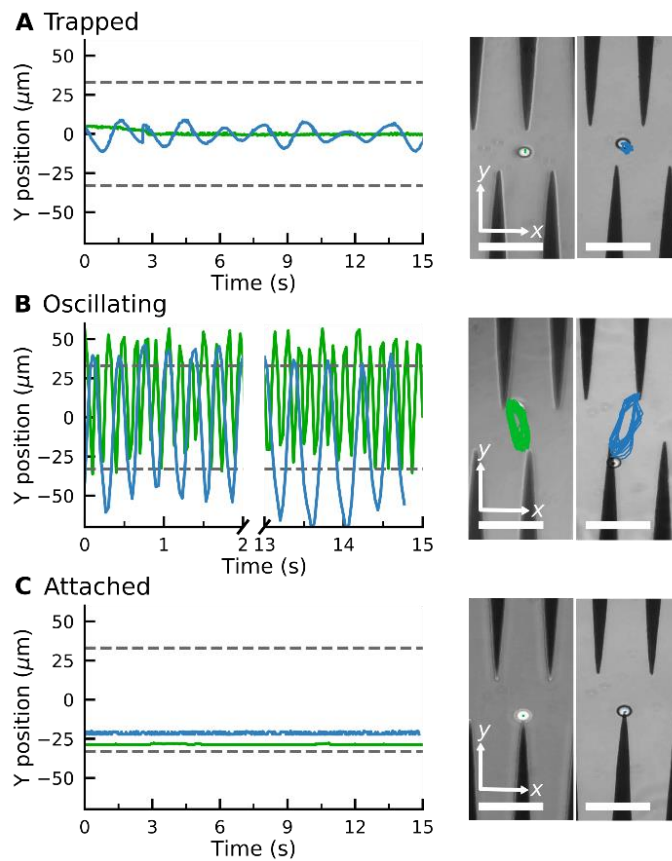 A Trapped
Y position (μm)
50
25
0
−25
−50
0
3
6
9
12
15
Time (s)
y
x
B Oscillating
Y position (μm)
50
25
0
−25
−50
0
1
2
13
14
15
Time (s)
y
x
C Attached
Y position (μm)
50
25
0
−25
−50
0
3
6
9
12
15
Time (s)
y
x